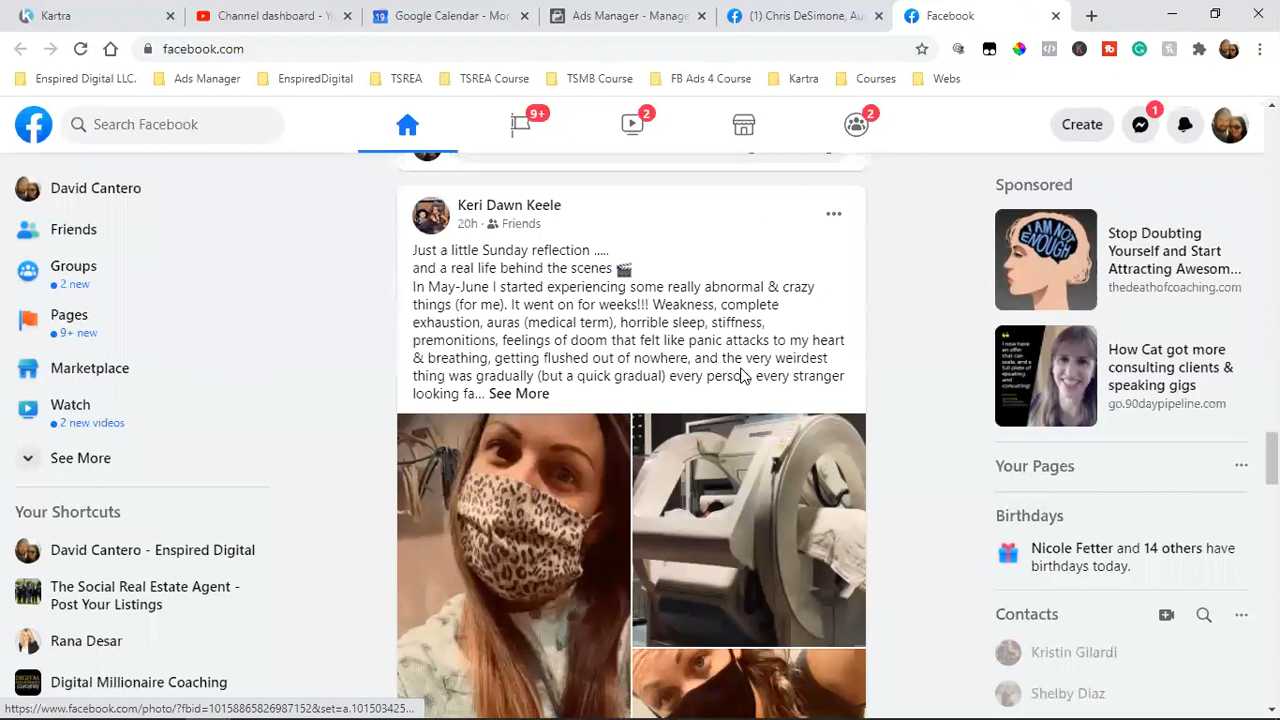 Kartra
Channel dashboard - Y
Google Calendar - Mor
Ads Manager - Manage
(1) Chris DeSimone, Au
Facebook
facebook.com
Enspired Digital LLC.
Ads Manager
EnspiredDigital
TSREA
TSREA Course
TSMB Course
FB Ads 4 Course
Kartra
Courses
Webs
Search Facebook
9+
2
2
Create
1
David Cantero
Friends
Groups
2 new
Pages
9+ new
Marketplace
Watch
2 new videos
See More
Your Shortcuts
David Cantero - Enspired Digital
The Social Real Estate Agent -
Post Your Listings
Rana Desar
Digital Millionaire Coaching
https://www.facebook.com/photo/?fbid=10158865826987132&set=a.101503425...
Keri Dawn Keele
20h · Friends
Just a little Sunday reflection .....
and a real life behind the scenes 🎬
In May-June I started experiencing some really abnormal & crazy
things (for me). It went on for weeks!!! Weakness, complete
exhaustion, auras (medical term), horrible sleep, stiffness,
premonitions, feelings of doom that felt like panic attacks to my heart
& breathing, getting flushed out of nowhere, and the very weirdest
thing was gradually (but a quick gradual) every person, every stranger
looking fa... See More
Sponsored
I AM NOT
ENOUGH
Stop Doubting
Yourself and Start
Attracting Awesom...
thedeathofcoaching.com
How Cat got more
consulting clients &
speaking gigs
go.90daypipeline.com
Your Pages
Birthdays
Nicole Fetter and 14 others have
birthdays today.
Contacts
Kristin Gilardi
Shelby Diaz